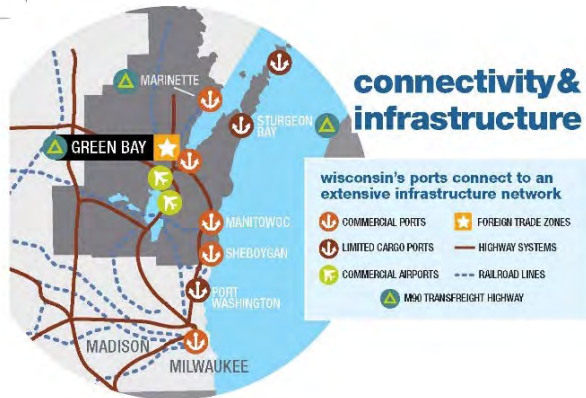 connectivity&
infrastructure
MARINETTE
STURGEON
BAY
GREEN BAY
MANITOWOC
SHEBOYGAN
PORT
WASHINGTON
MADISON
MILWAUKEE
wisconsin's ports connect to an
extensive infrastructure network
COMMERCIAL PORTS
FOREIGN TRADE ZONES
LIMITED CARGO PORTS
HIGHWAY SYSTEMS
COMMERCIAL AIRPORTS
RAILROAD LINES
M90 TRANSFREIGHT HIGHWAY